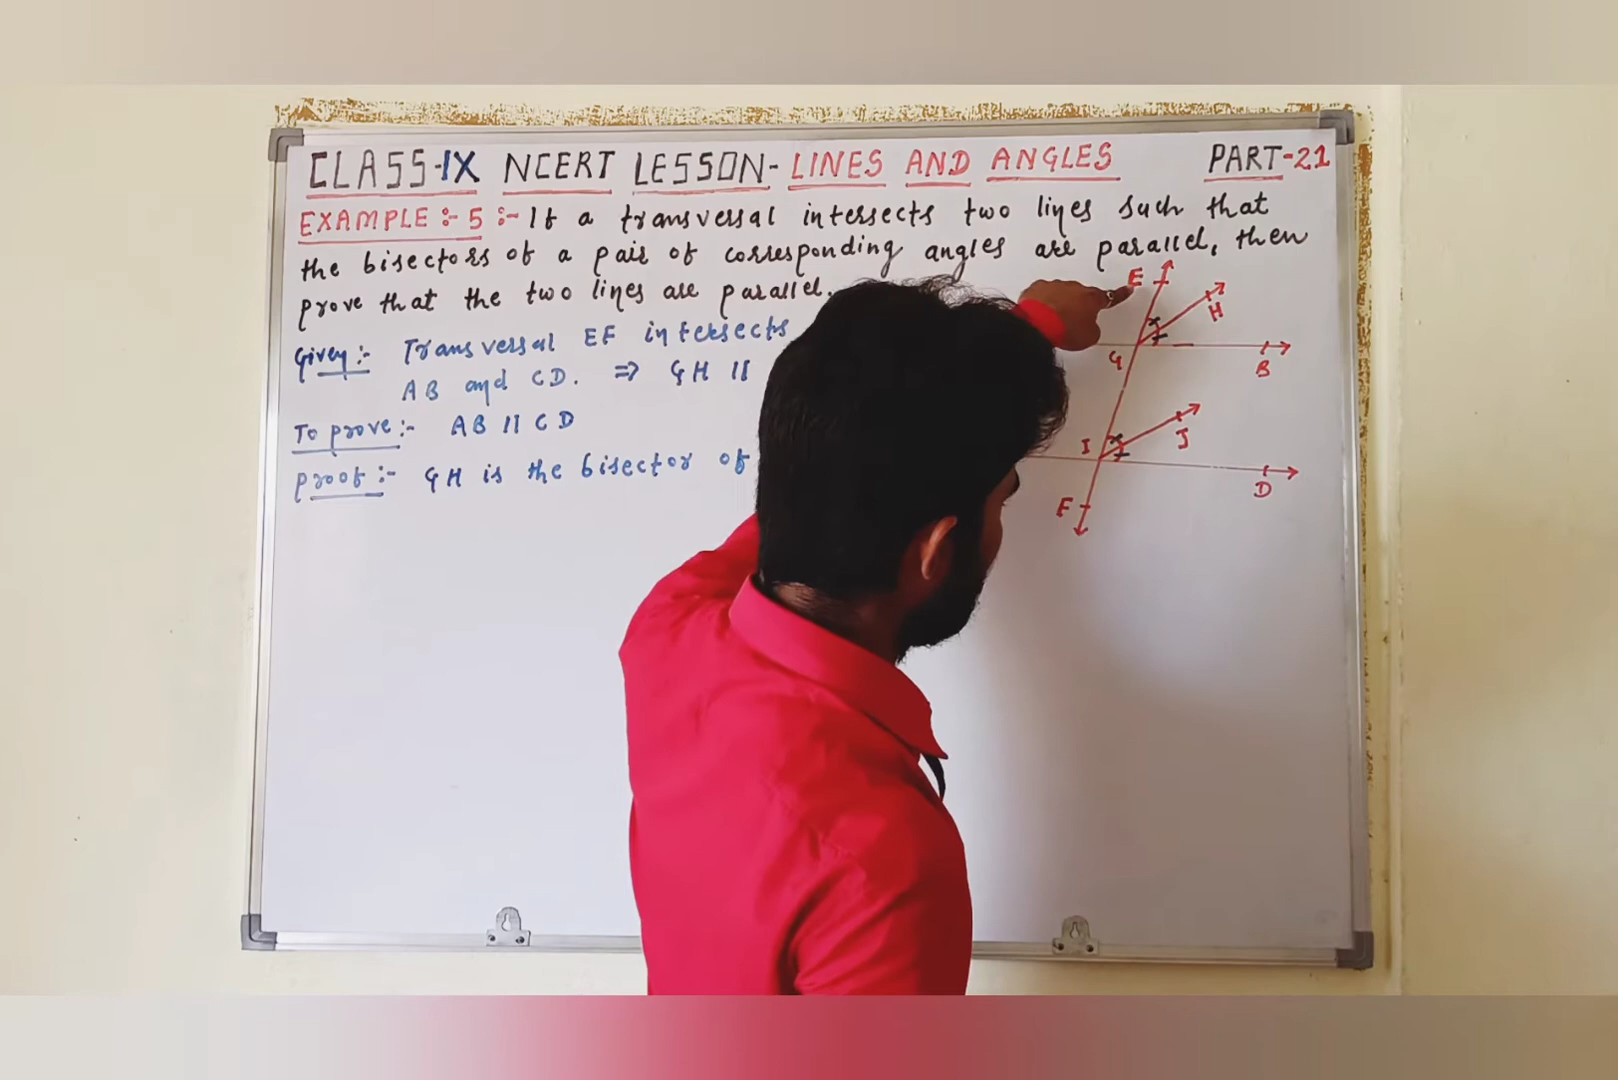 CLASS-IX NCERT LESSON- LINES AND ANGLES PART-21
EXAMPLE :- 5 :- If a transversal intersects two lines such that
the bisectors of a pair of corresponding angles are parallel, then
prove that the two lines are parallel.
Given:- Transversal EF intersects
AB and CD. ⇒ GH ||
To prove:- AB || CD
Proof:- GH is the bisector of
E
H
G
B
I
J
F
D